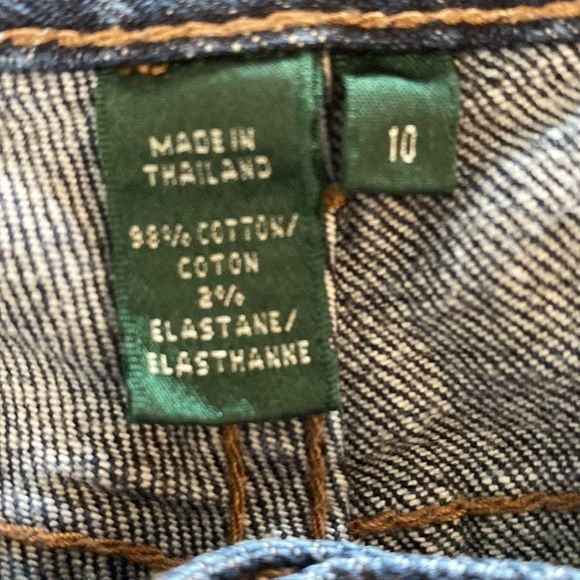 MADE IN
THAILAND
98% COTTON/
COTON
2%
ELASTANE/
ELASTHANNE
10